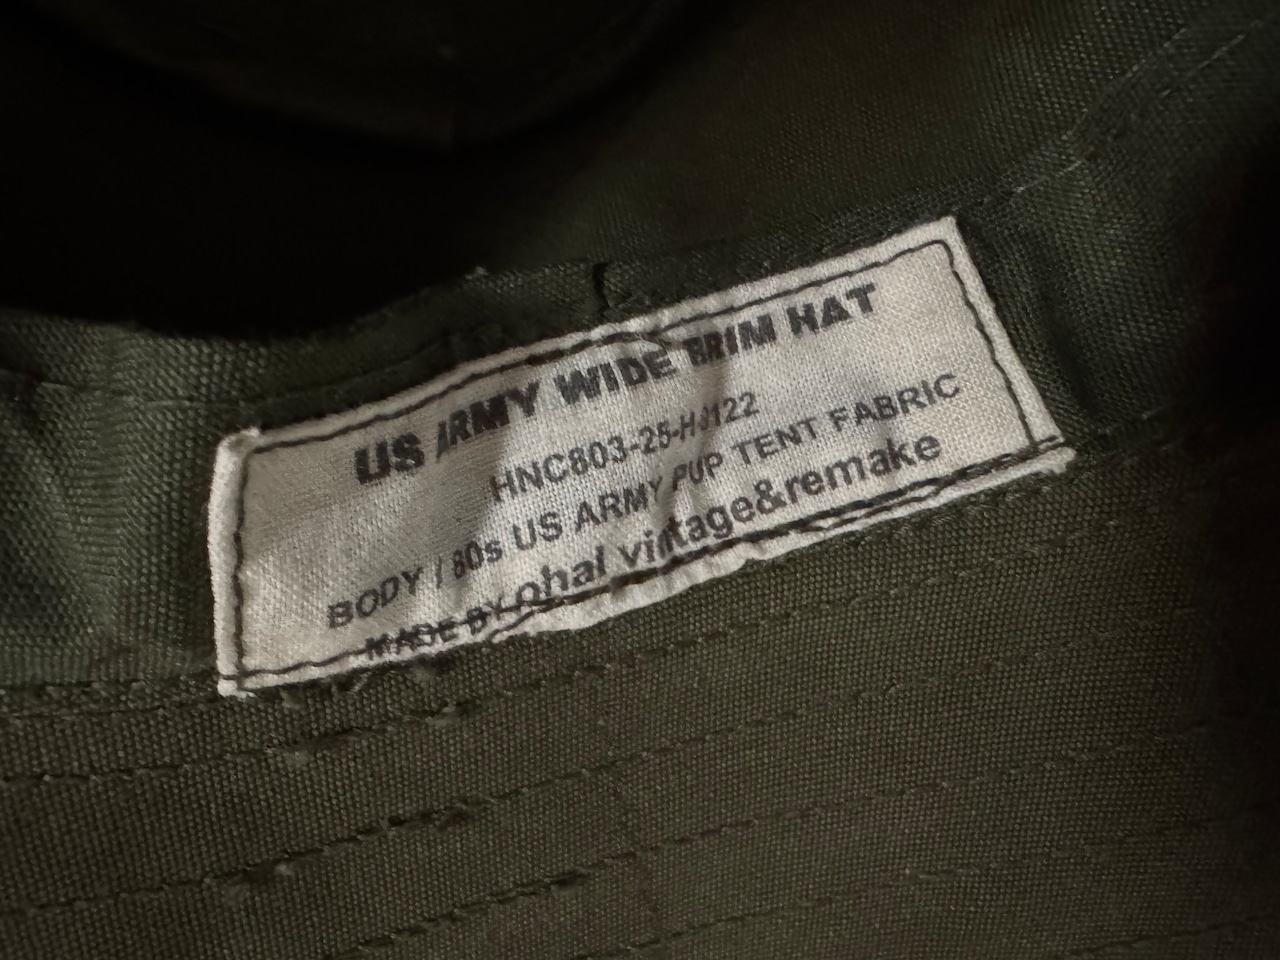 US ARMY WIDE BRIM HAT
HNC803-25-HJ122
BODY / 80s US ARMY PUP TENT FABRIC
MADE BY ohal vintage&remake